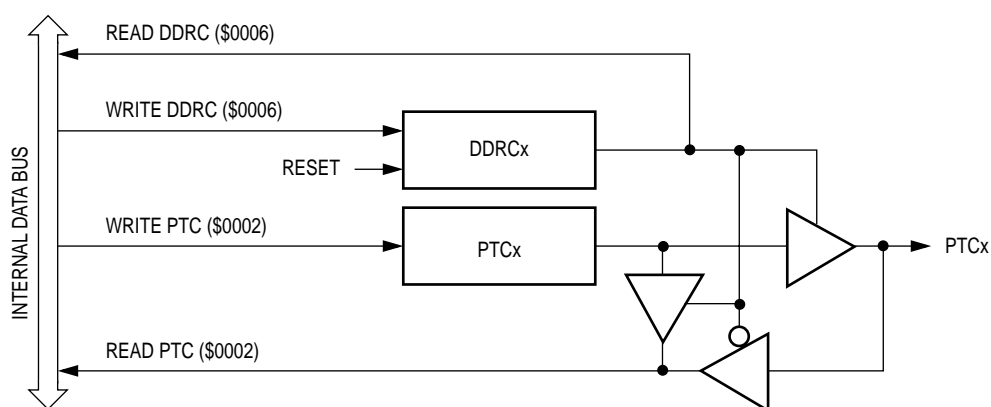 READ DDRC ($0006)
WRITE DDRC ($0006)
DDRCx
RESET
INTERNAL DATA BUS
WRITE PTC ($0002)
PTCx
PTCx
READ PTC ($0002)